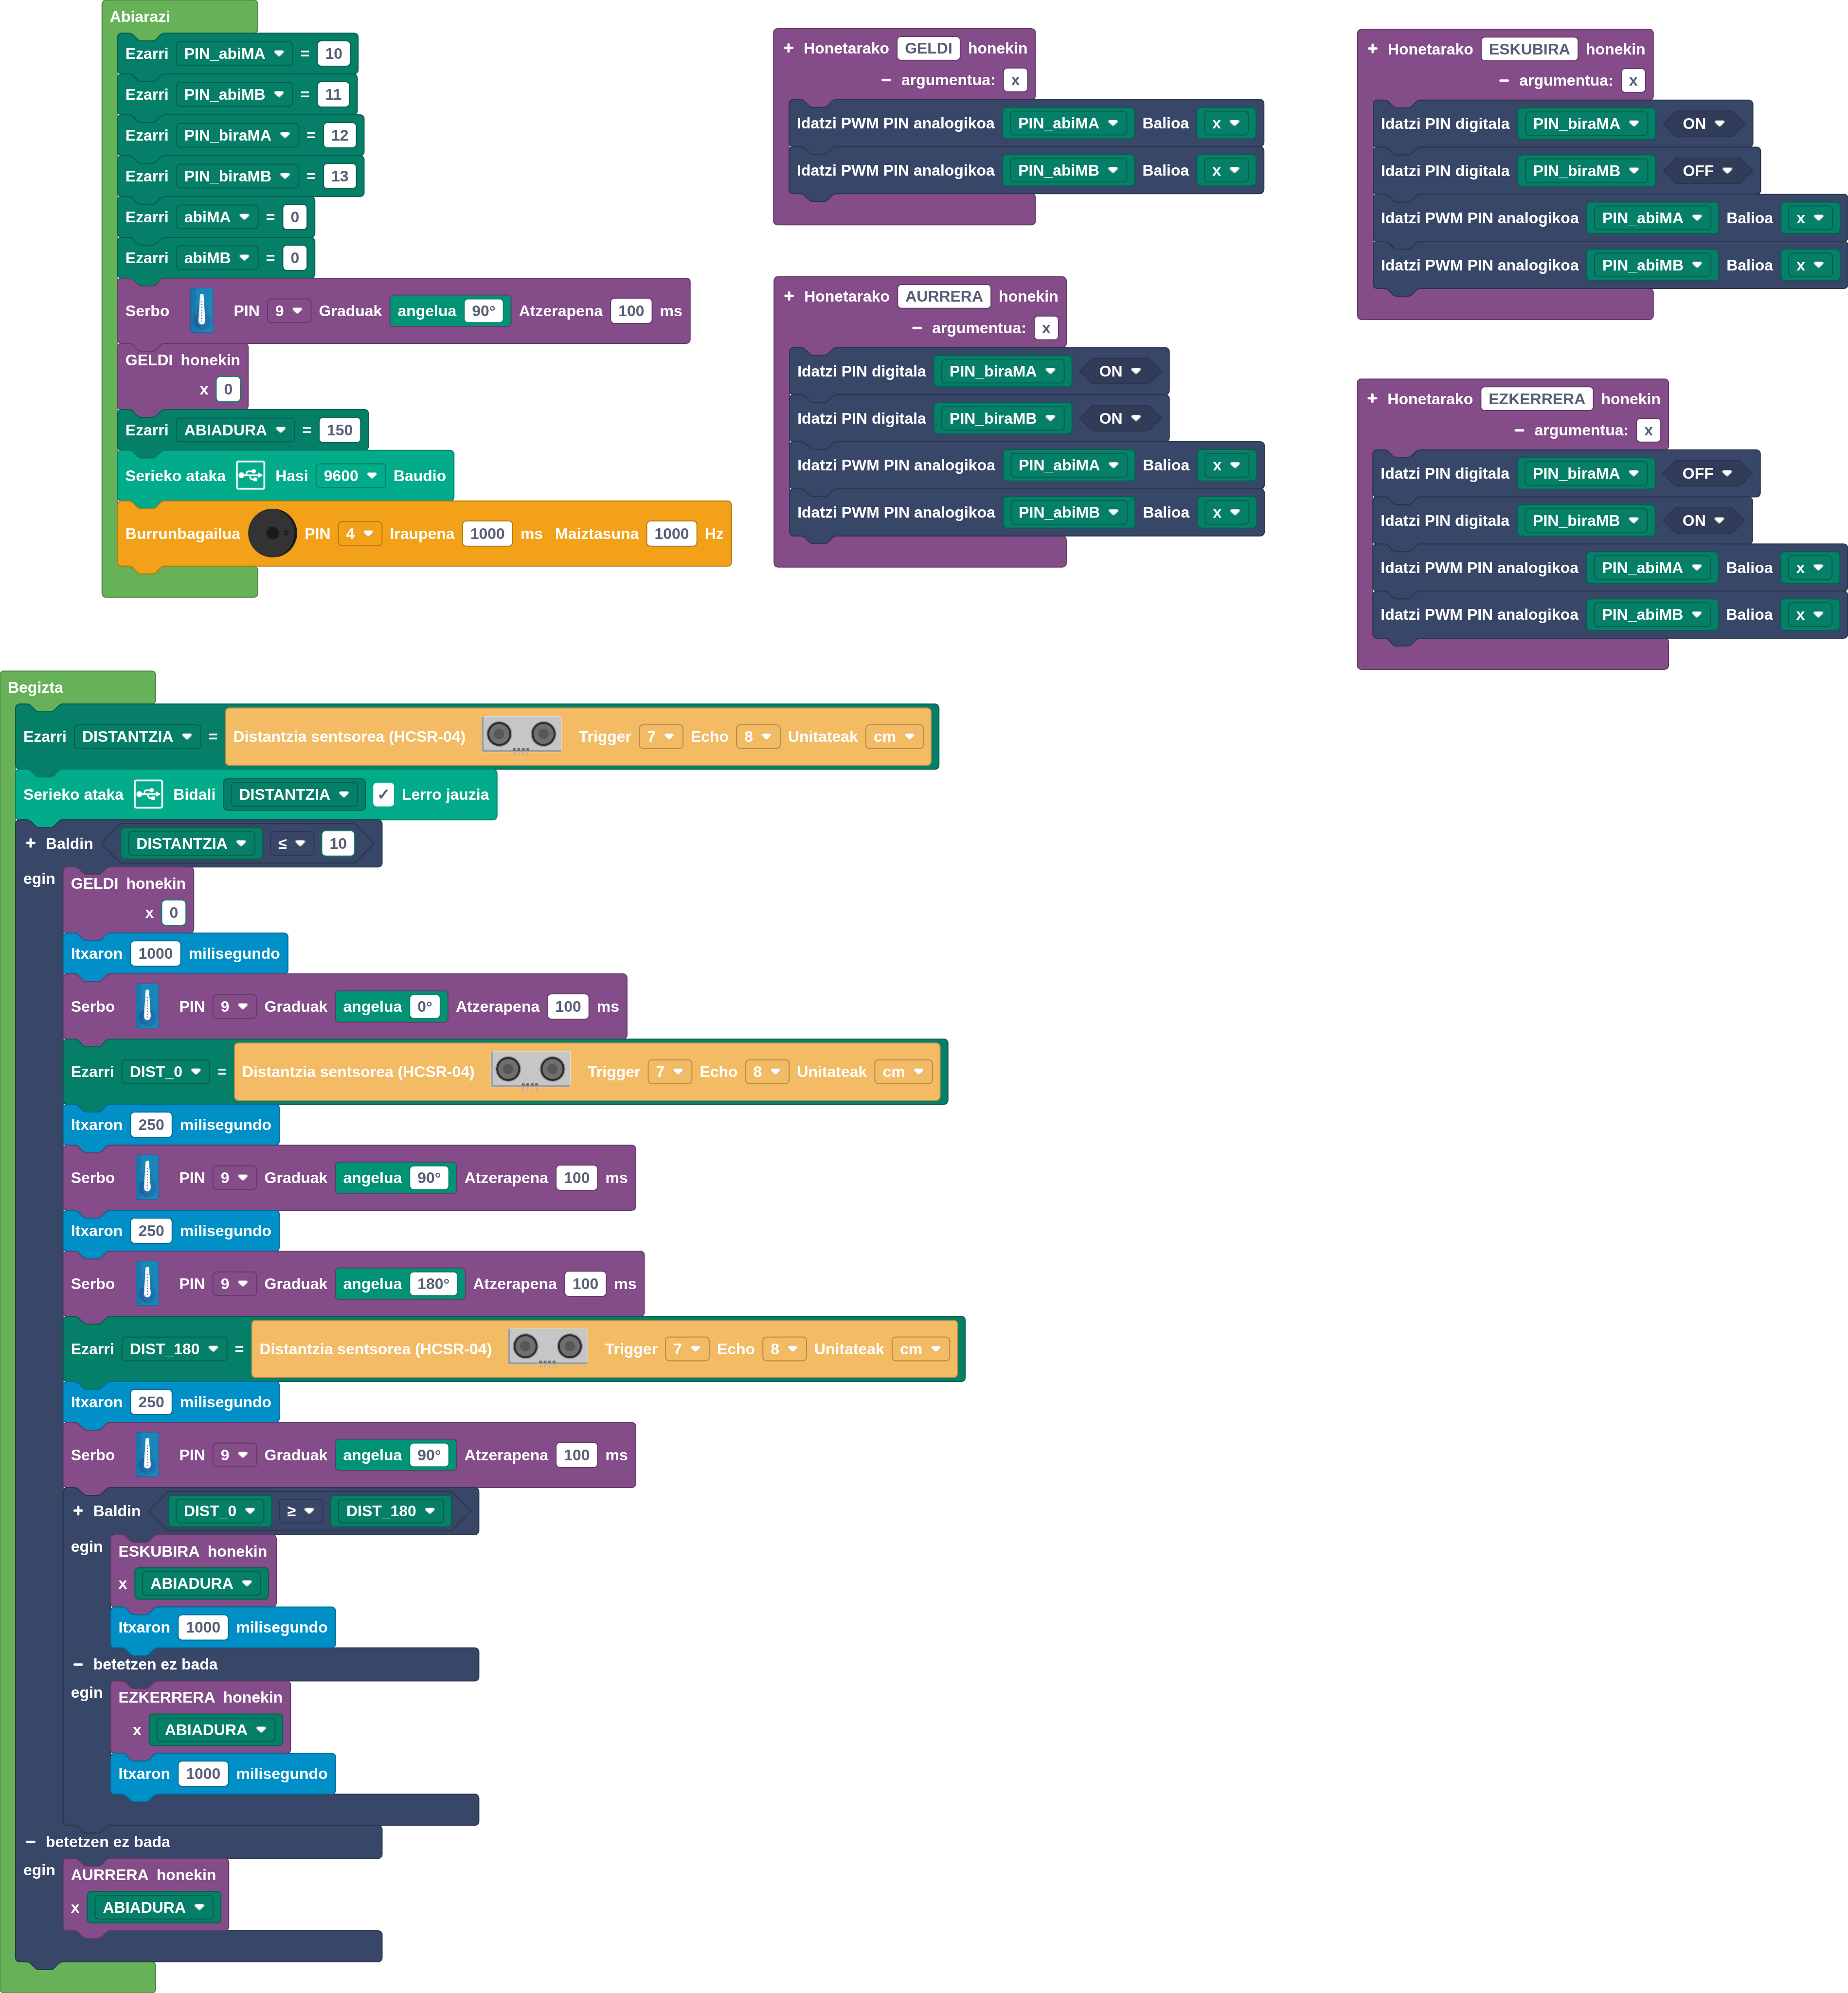 Abiarazi
Ezarri PIN_abiMA = 10
Ezarri PIN_abiMB = 11
Ezarri PIN_biraMA = 12
Ezarri PIN_biraMB = 13
Ezarri abiMA = 0
Ezarri abiMB = 0
Serbo PIN 9 Graduak angelua 90° Atzerapena 100 ms
GELDI honekin
x 0
Ezarri ABIADURA = 150
Serieko ataka Hasi 9600 Baudio
Burrunbagailua PIN 4 Iraupena 1000 ms Maiztasuna 1000 Hz
+ Honetarako GELDI honekin
− argumentua: x
Idatzi PWM PIN analogikoa PIN_abiMA Balioa x
Idatzi PWM PIN analogikoa PIN_abiMB Balioa x
+ Honetarako AURRERA honekin
− argumentua: x
Idatzi PIN digitala PIN_biraMA ON
Idatzi PIN digitala PIN_biraMB ON
Idatzi PWM PIN analogikoa PIN_abiMA Balioa x
Idatzi PWM PIN analogikoa PIN_abiMB Balioa x
+ Honetarako ESKUBIRA honekin
− argumentua: x
Idatzi PIN digitala PIN_biraMA ON
Idatzi PIN digitala PIN_biraMB OFF
Idatzi PWM PIN analogikoa PIN_abiMA Balioa x
Idatzi PWM PIN analogikoa PIN_abiMB Balioa x
+ Honetarako EZKERRERA honekin
− argumentua: x
Idatzi PIN digitala PIN_biraMA OFF
Idatzi PIN digitala PIN_biraMB ON
Idatzi PWM PIN analogikoa PIN_abiMA Balioa x
Idatzi PWM PIN analogikoa PIN_abiMB Balioa x
Begizta
Ezarri DISTANTZIA = Distantzia sentsorea (HCSR-04) Trigger 7 Echo 8 Unitateak cm
Serieko ataka Bidali DISTANTZIA ✓ Lerro jauzia
+ Baldin DISTANTZIA ≤ 10
egin GELDI honekin
x 0
Itxaron 1000 milisegundo
Serbo PIN 9 Graduak angelua 0° Atzerapena 100 ms
Ezarri DIST_0 = Distantzia sentsorea (HCSR-04) Trigger 7 Echo 8 Unitateak cm
Itxaron 250 milisegundo
Serbo PIN 9 Graduak angelua 90° Atzerapena 100 ms
Itxaron 250 milisegundo
Serbo PIN 9 Graduak angelua 180° Atzerapena 100 ms
Ezarri DIST_180 = Distantzia sentsorea (HCSR-04) Trigger 7 Echo 8 Unitateak cm
Itxaron 250 milisegundo
Serbo PIN 9 Graduak angelua 90° Atzerapena 100 ms
+ Baldin DIST_0 ≥ DIST_180
egin ESKUBIRA honekin
x ABIADURA
Itxaron 1000 milisegundo
− betetzen ez bada
egin EZKERRERA honekin
x ABIADURA
Itxaron 1000 milisegundo
− betetzen ez bada
egin AURRERA honekin
x ABIADURA